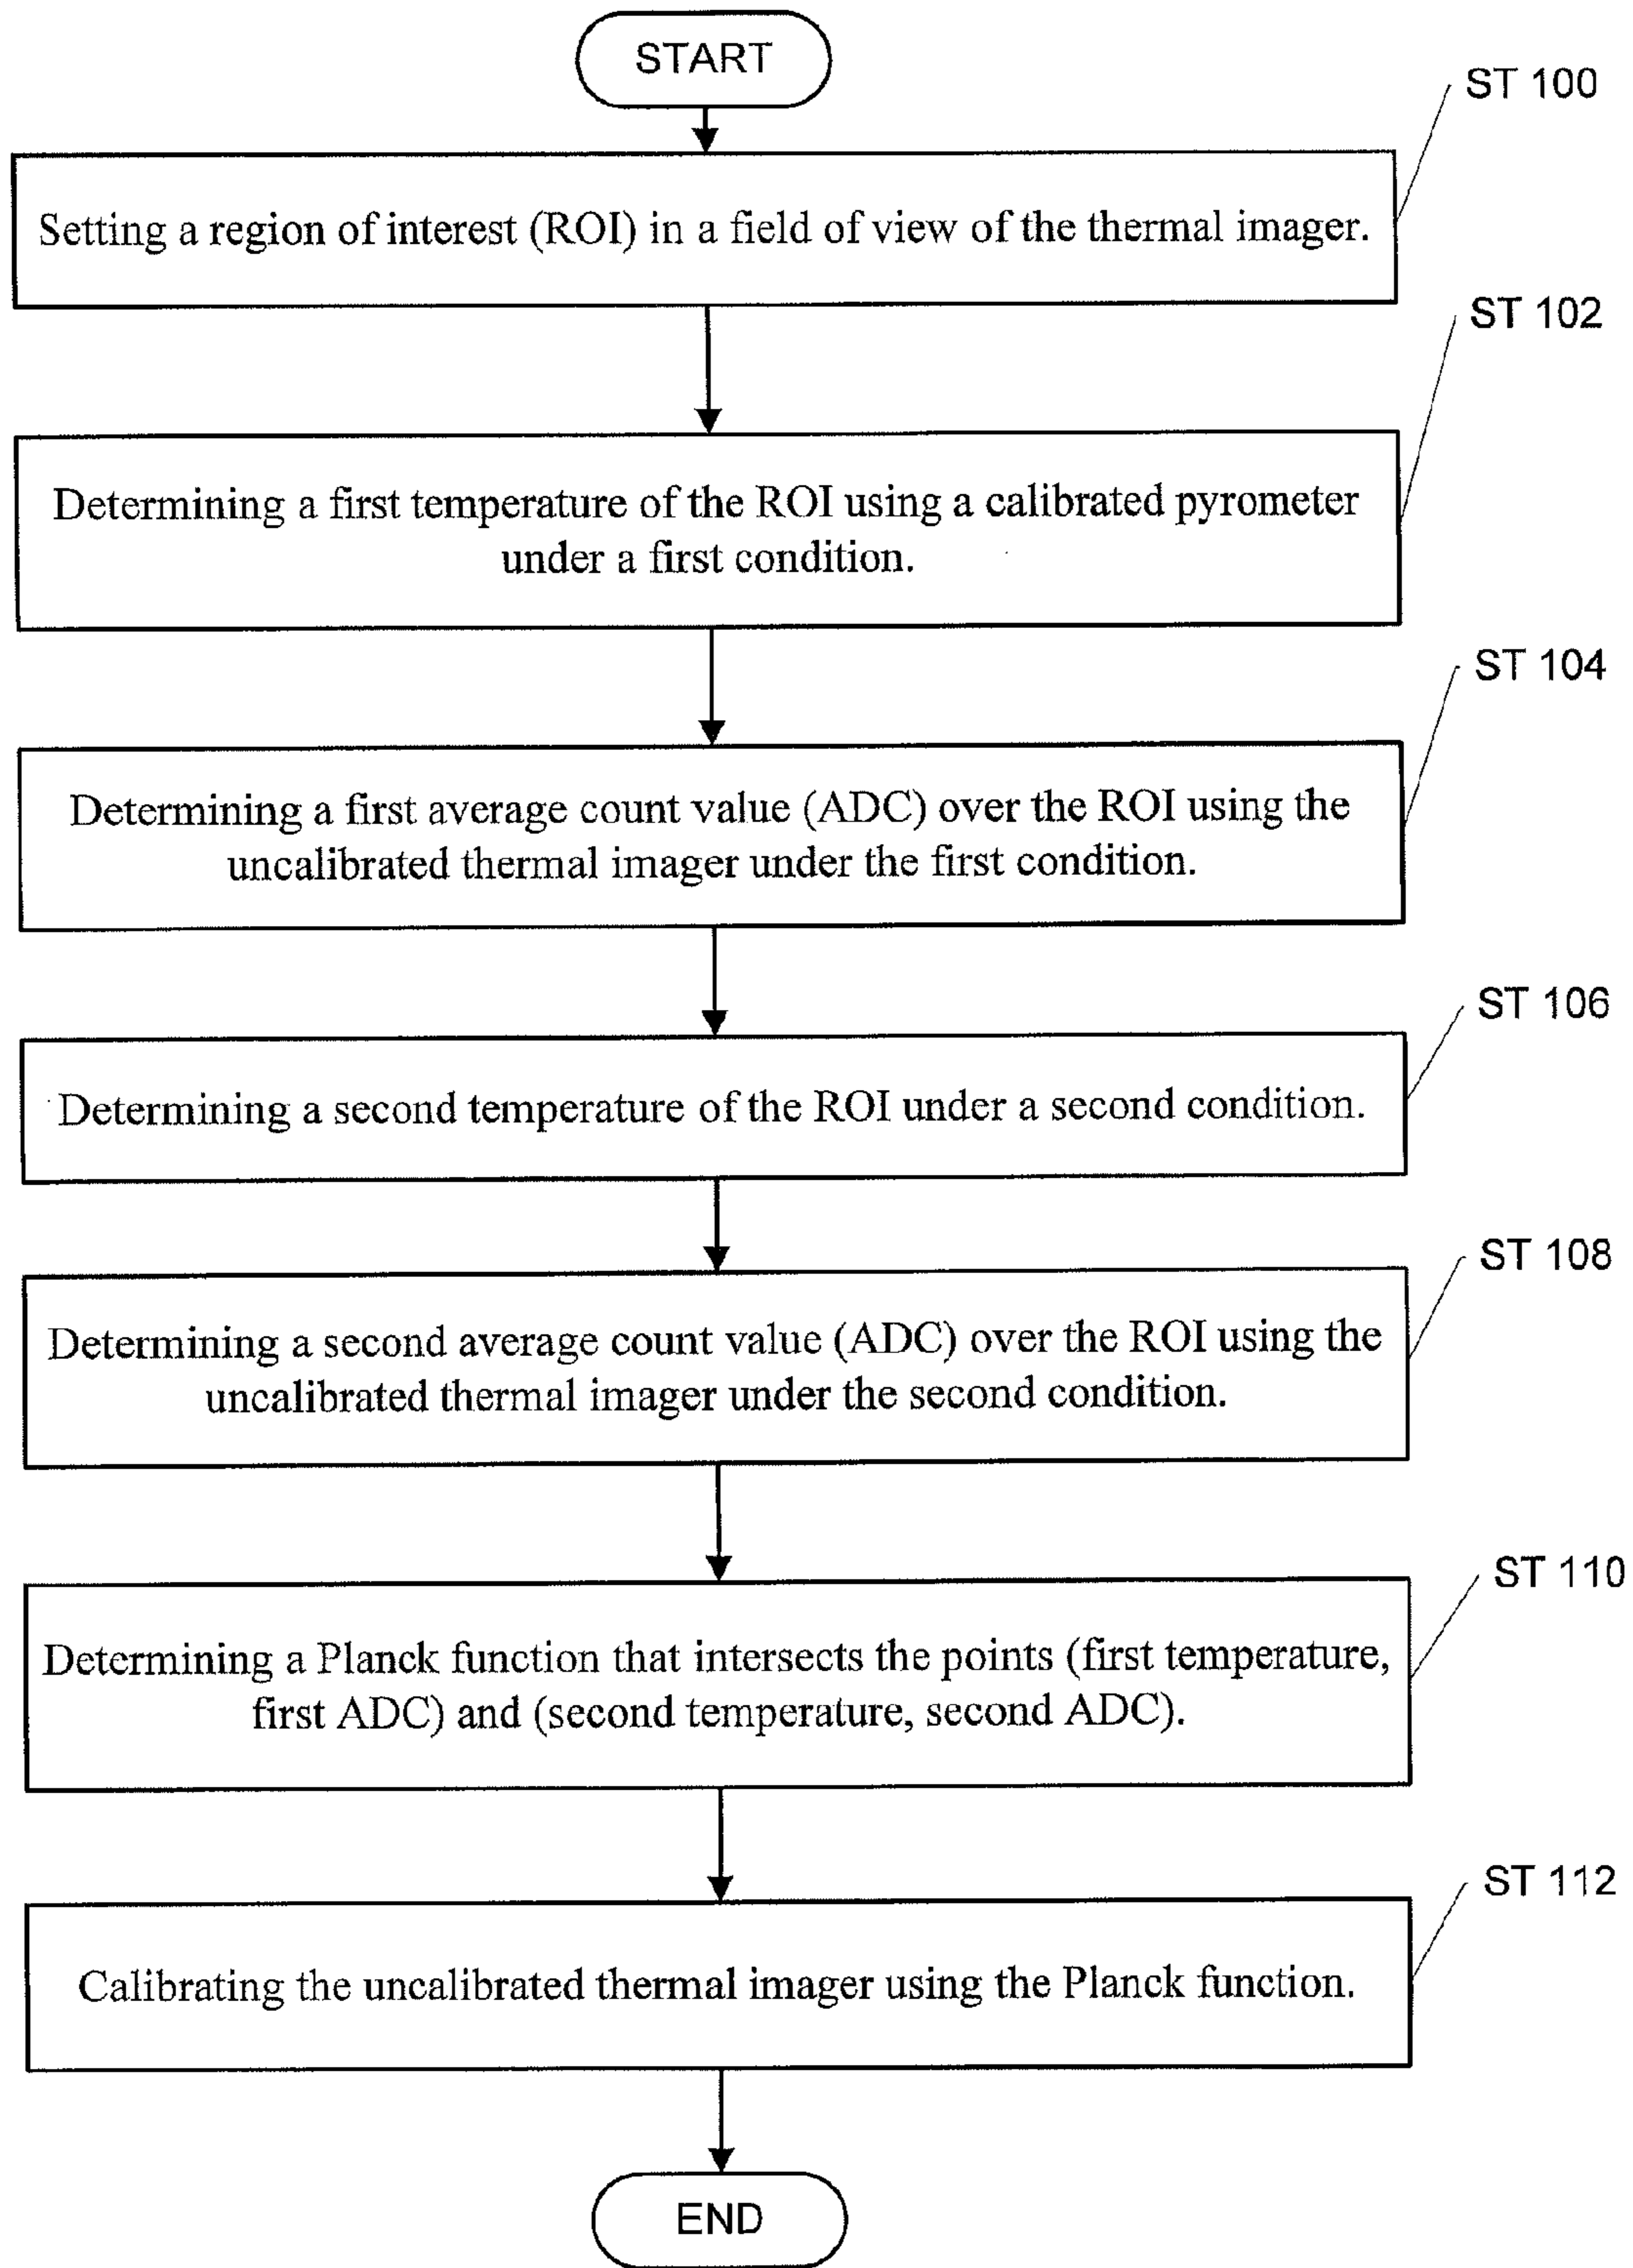 START
ST 100
Setting a region of interest (ROI) in a field of view of the thermal imager.
ST 102
Determining a first temperature of the ROI using a calibrated pyrometer
under a first condition.
ST 104
Determining a first average count value (ADC) over the ROI using the
uncalibrated thermal imager under the first condition.
ST 106
Determining a second temperature of the ROI under a second condition.
ST 108
Determining a second average count value (ADC) over the ROI using the
uncalibrated thermal imager under the second condition.
ST 110
Determining a Planck function that intersects the points (first temperature,
first ADC) and (second temperature, second ADC).
ST 112
Calibrating the uncalibrated thermal imager using the Planck function.
END